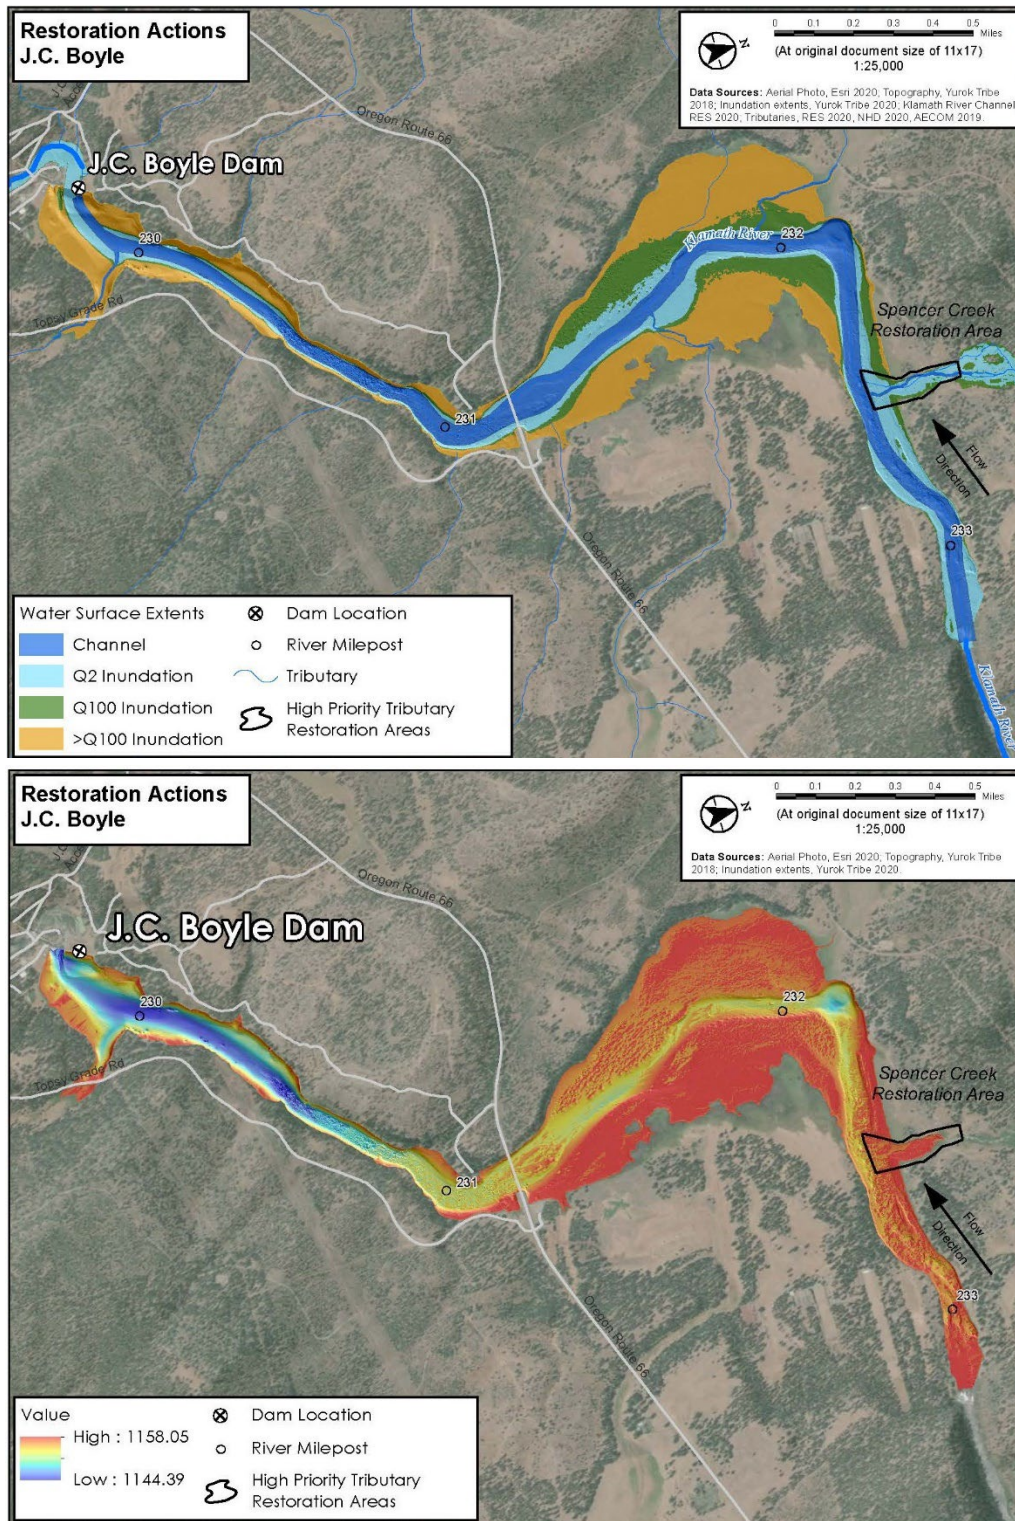 Restoration Actions
J.C. Boyle
0 0.1 0.2 0.3 0.4 0.5
Miles
N
(At original document size of 11x17)
1:25,000
Data Sources: Aerial Photo, Esri 2020; Topography, Yurok Tribe
2018; Inundation extents, Yurok Tribe 2020; Klamath River Channel,
RES 2020; Tributaries, RES 2020, NHD 2020, AECOM 2019.
Oregon Route 66
J.C. Boyle Dam
230
Topsy Grade Rd
231
Klamath River
232
Spencer Creek
Restoration Area
Flow
Direction
233
Oregon Route 66
Klamath River
Water Surface Extents
Channel
Q2 Inundation
Q100 Inundation
>Q100 Inundation
Dam Location
River Milepost
Tributary
High Priority Tributary
Restoration Areas
Restoration Actions
J.C. Boyle
0 0.1 0.2 0.3 0.4 0.5
Miles
N
(At original document size of 11x17)
1:25,000
Data Sources: Aerial Photo, Esri 2020; Topography, Yurok Tribe
2018; Inundation extents, Yurok Tribe 2020.
Oregon Route 66
J.C. Boyle Dam
230
Topsy Grade Rd
231
232
Spencer Creek
Restoration Area
Flow
Direction
233
Oregon Route 66
Value
High : 1158.05
Low : 1144.39
Dam Location
River Milepost
High Priority Tributary
Restoration Areas